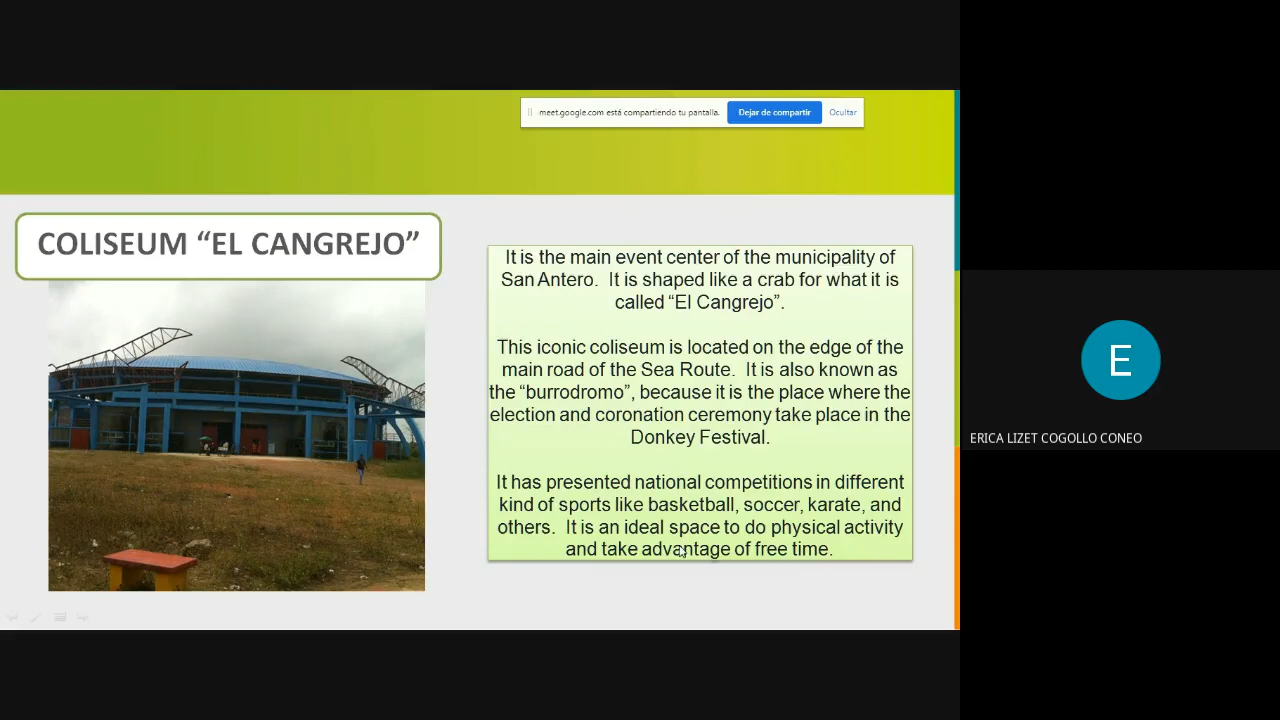 meet.google.com está compartiendo tu pantalla.
Dejar de compartir
Ocultar
COLISEUM “EL CANGREJO”
It is the main event center of the municipality of
San Antero. It is shaped like a crab for what it is
called “El Cangrejo”.
This iconic coliseum is located on the edge of the
main road of the Sea Route. It is also known as
the “burrodromo”, because it is the place where the
election and coronation ceremony take place in the
Donkey Festival.
It has presented national competitions in different
kind of sports like basketball, soccer, karate, and
others. It is an ideal space to do physical activity
and take advantage of free time.
E
ERICA LIZET COGOLLO CONEO